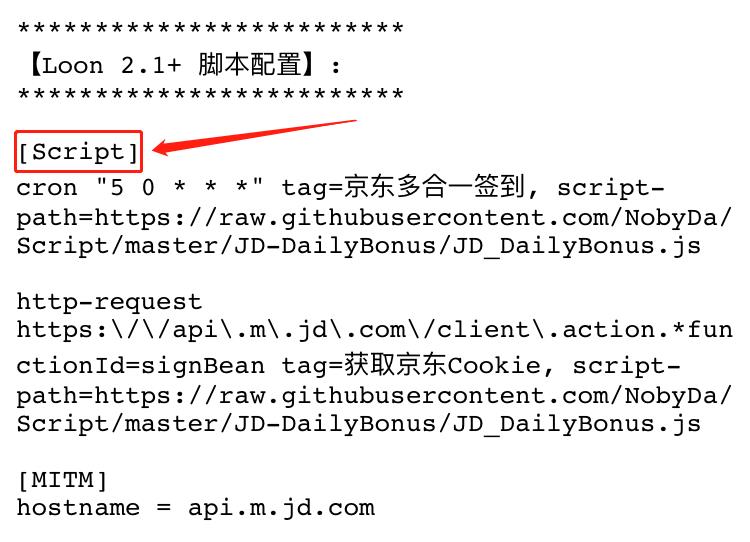 *************************
【Loon 2.1+ 脚本配置】:
*************************
[Script]
cron "5 0 * * *" tag=京东多合一签到, script-
path=https://raw.githubusercontent.com/NobyDa/
Script/master/JD-DailyBonus/JD_DailyBonus.js
http-request
https:\/\/api\.m\.jd\.com\/client\.action.*fun
ctionId=signBean tag=获取京东Cookie, script-
path=https://raw.githubusercontent.com/NobyDa/
Script/master/JD-DailyBonus/JD_DailyBonus.js
[MITM]
hostname = api.m.jd.com